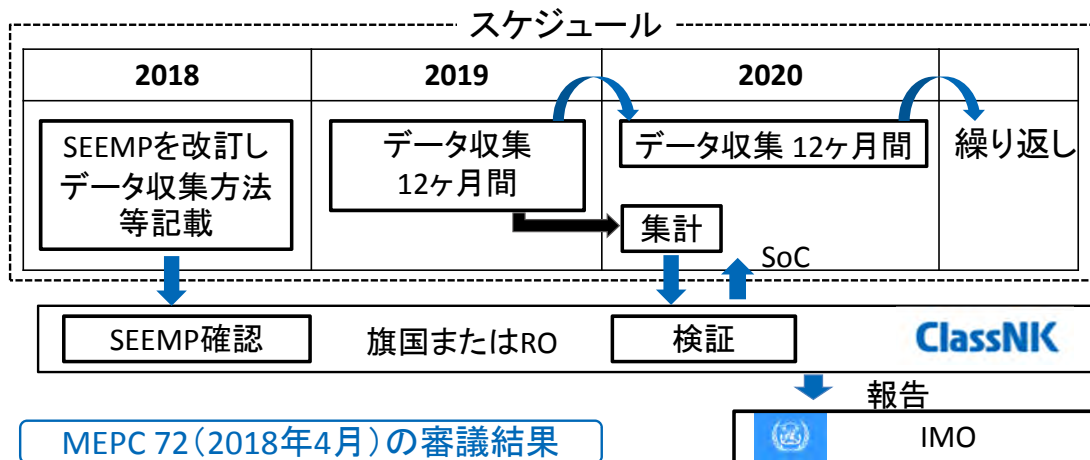 スケジュール
2018
2019
2020
SEEMPを改訂し
データ収集方法
等記載
データ収集
12ヶ月間
データ収集 12ヶ月間
繰り返し
集計
SoC
SEEMP確認
旗国またはRO
検証
ClassNK
報告
MEPC 72(2018年4月)の審議結果
IMO